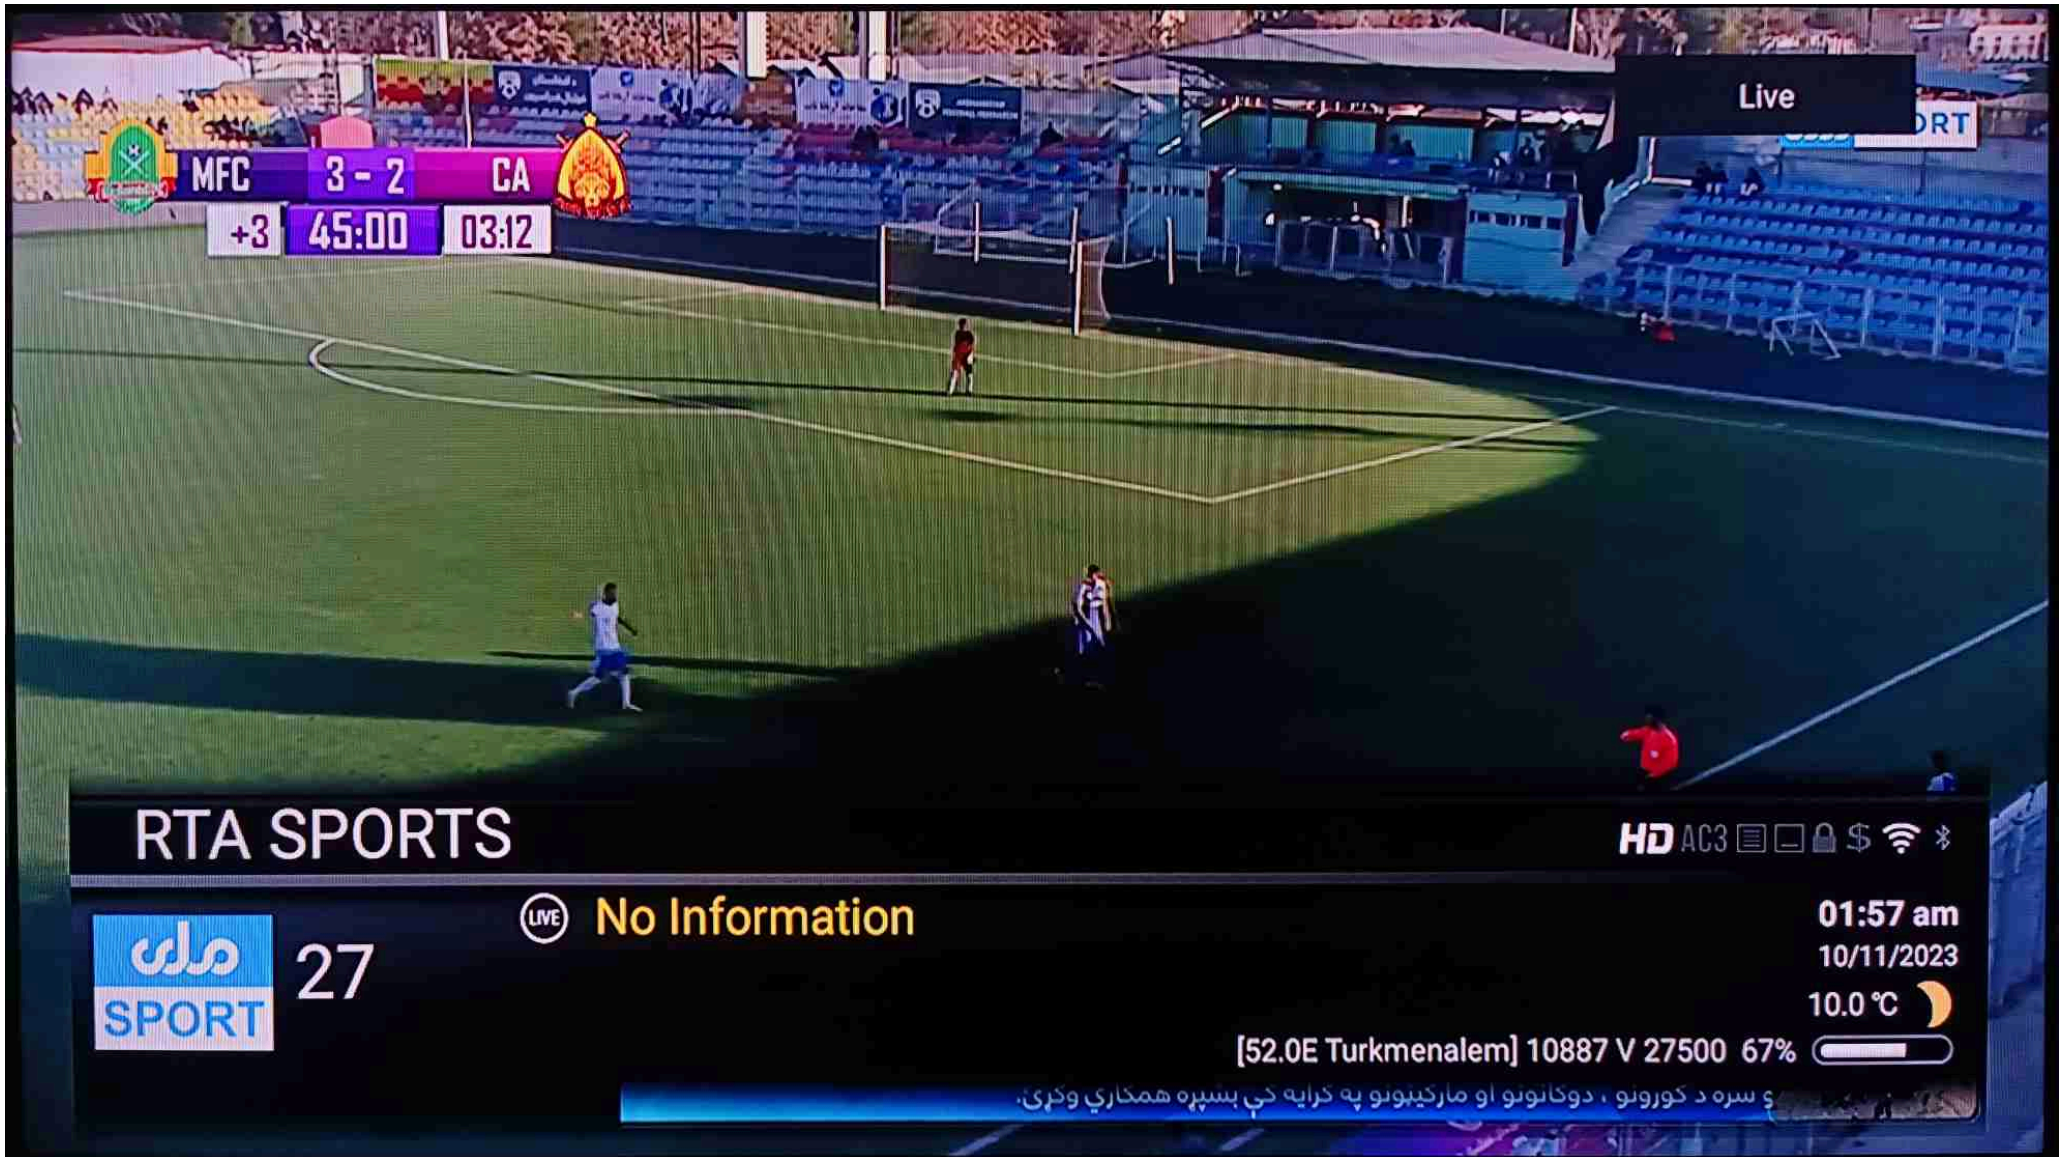 Live
ORT
MFC 3 - 2 CA
+3 45:00 03:12
RTA SPORTS
HD AC3 $
LIVE No Information
01:57 am
ملی
SPORT
27
10/11/2023
10.0 °C
[52.0E Turkmenalem] 10887 V 27500 67%
و سره د کورونو ، دوکانونو او مارکیټونو په کرایه کې بشپړه همکاري وکړئ.